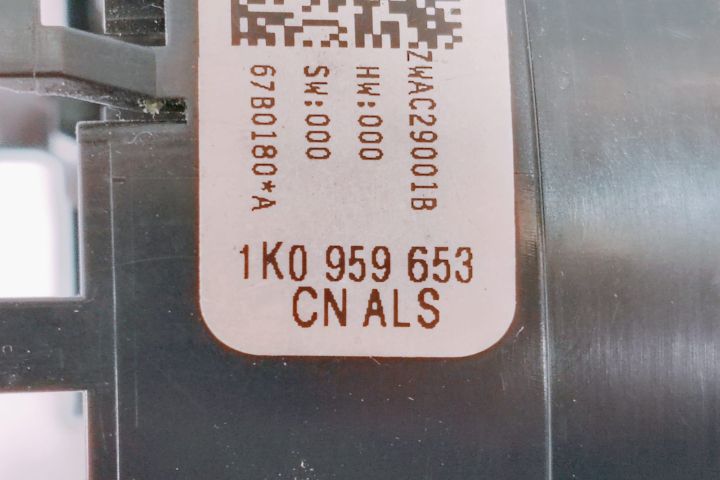 ZWAC29001B
HW:000
SW:000
67B0180*A
1K0 959 653
CN ALS